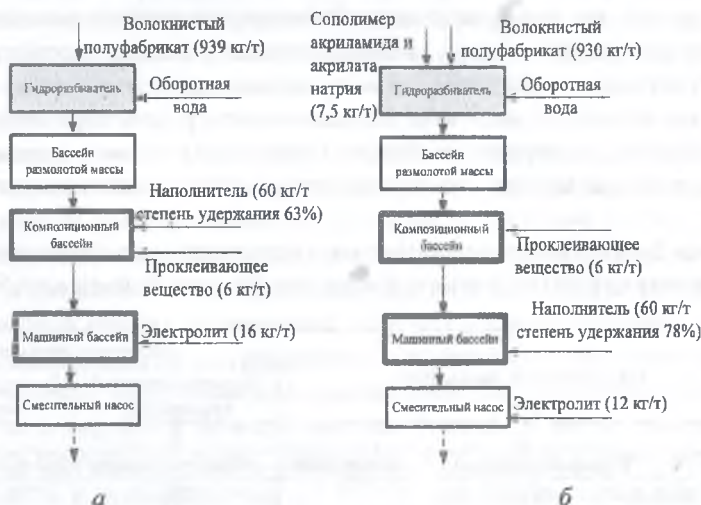 Волокнистый
полуфабрикат (939 кг/т)
Гидроразбиватель
Оборотная
вода
Бассейн
размолотой массы
Наполнитель (60 кг/т
степень удержания 63%)
Композиционный
бассейн
Проклеивающее
вещество (6 кг/т)
Машинный бассейн
Электролит (16 кг/т)
Смесительный насос
а
Сополимер
акриламида и
акрилата
натрия
(7,5 кг/т)
Волокнистый
полуфабрикат (930 кг/т)
Гидроразбиватель
Оборотная
вода
Бассейн
размолотой массы
Композиционный
бассейн
Проклеивающее
вещество (6 кг/т)
Наполнитель (60 кг/т
степень удержания 78%)
Машинный бассейн
Смесительный насос
Электролит (12 кг/т)
б